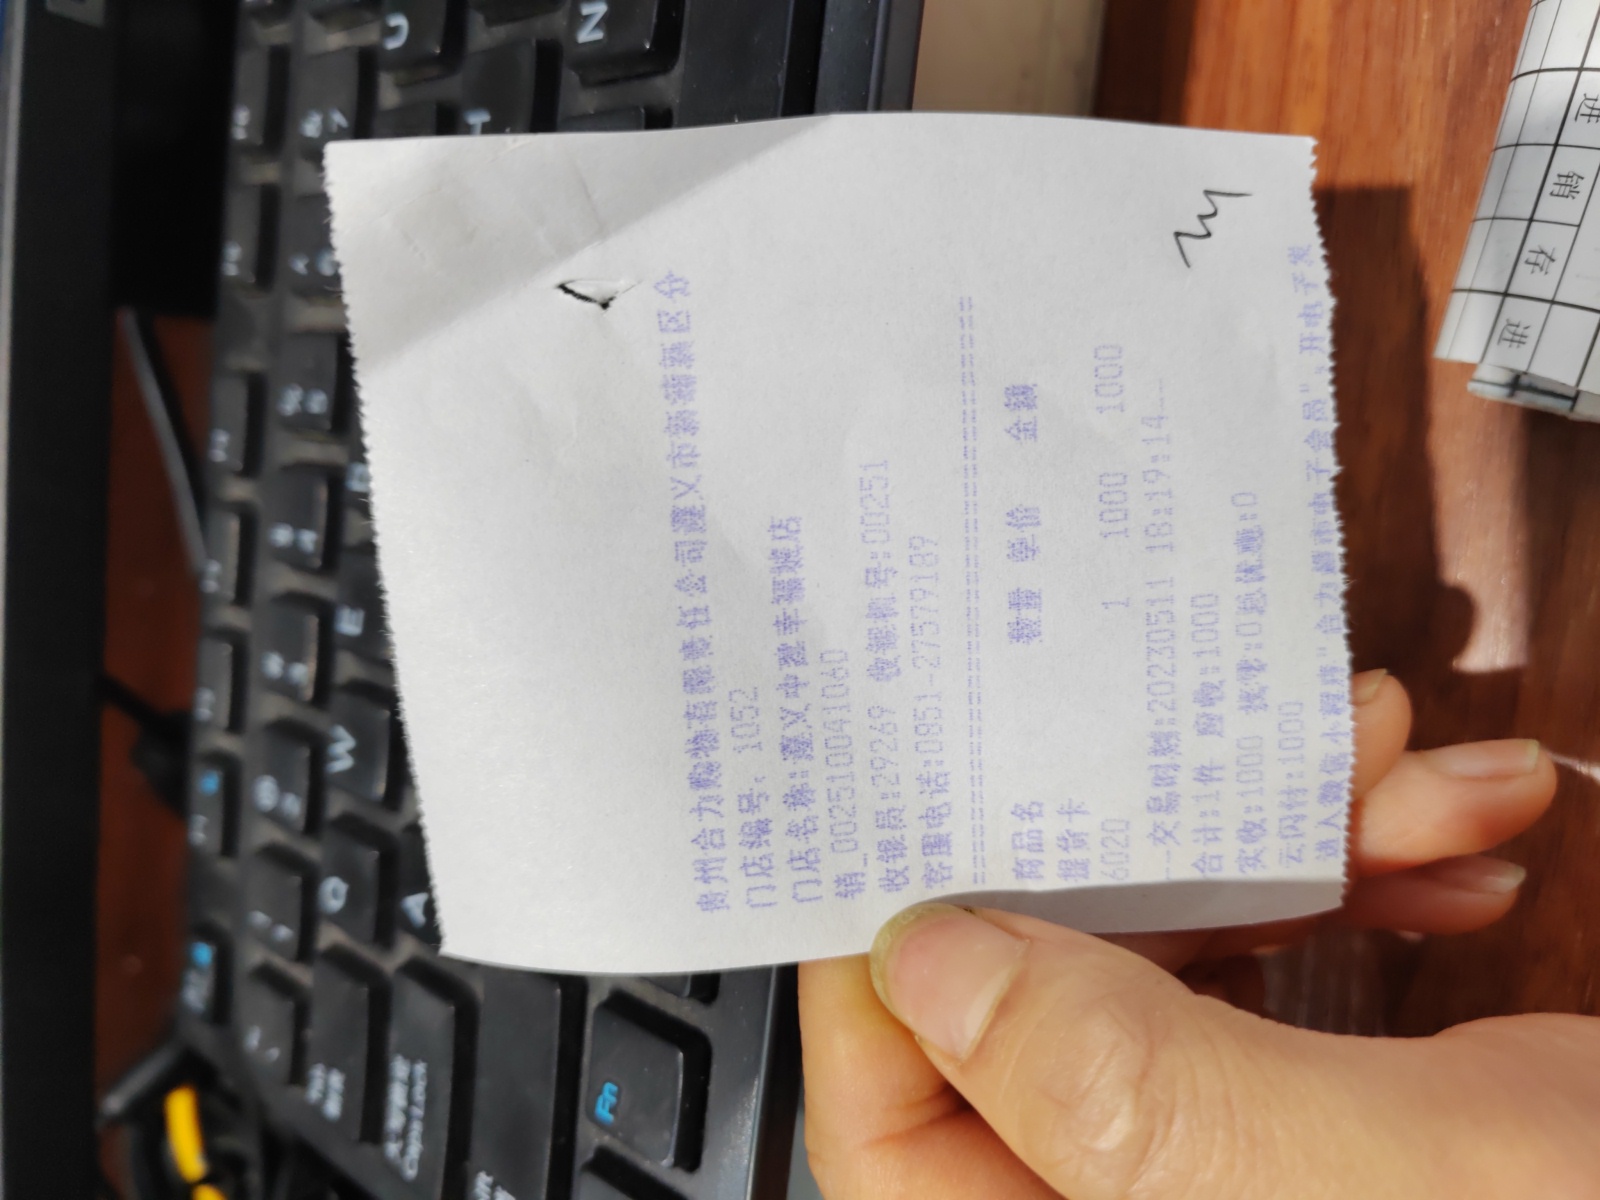 贵州合力购物有限责任公司遵义市新蒲新区分
门店编号: 1052
门店名称:遵义中建幸福城店
销_002510041060
收银员:29269 收银机号:00251
客服电话:0851-27579189
商品名 数量 单价 金额
提货卡
6020 1 1000 1000
---交易时刻:20230511 18:19:14---
合计:1件 应收:1000
实收:1000 找零:0总优惠:0
云闪付:1000
进入微信小程序"合力超市电子会员",开电子发
进 销 存
进
Fn
CapsLock
W
E
Q
A
N